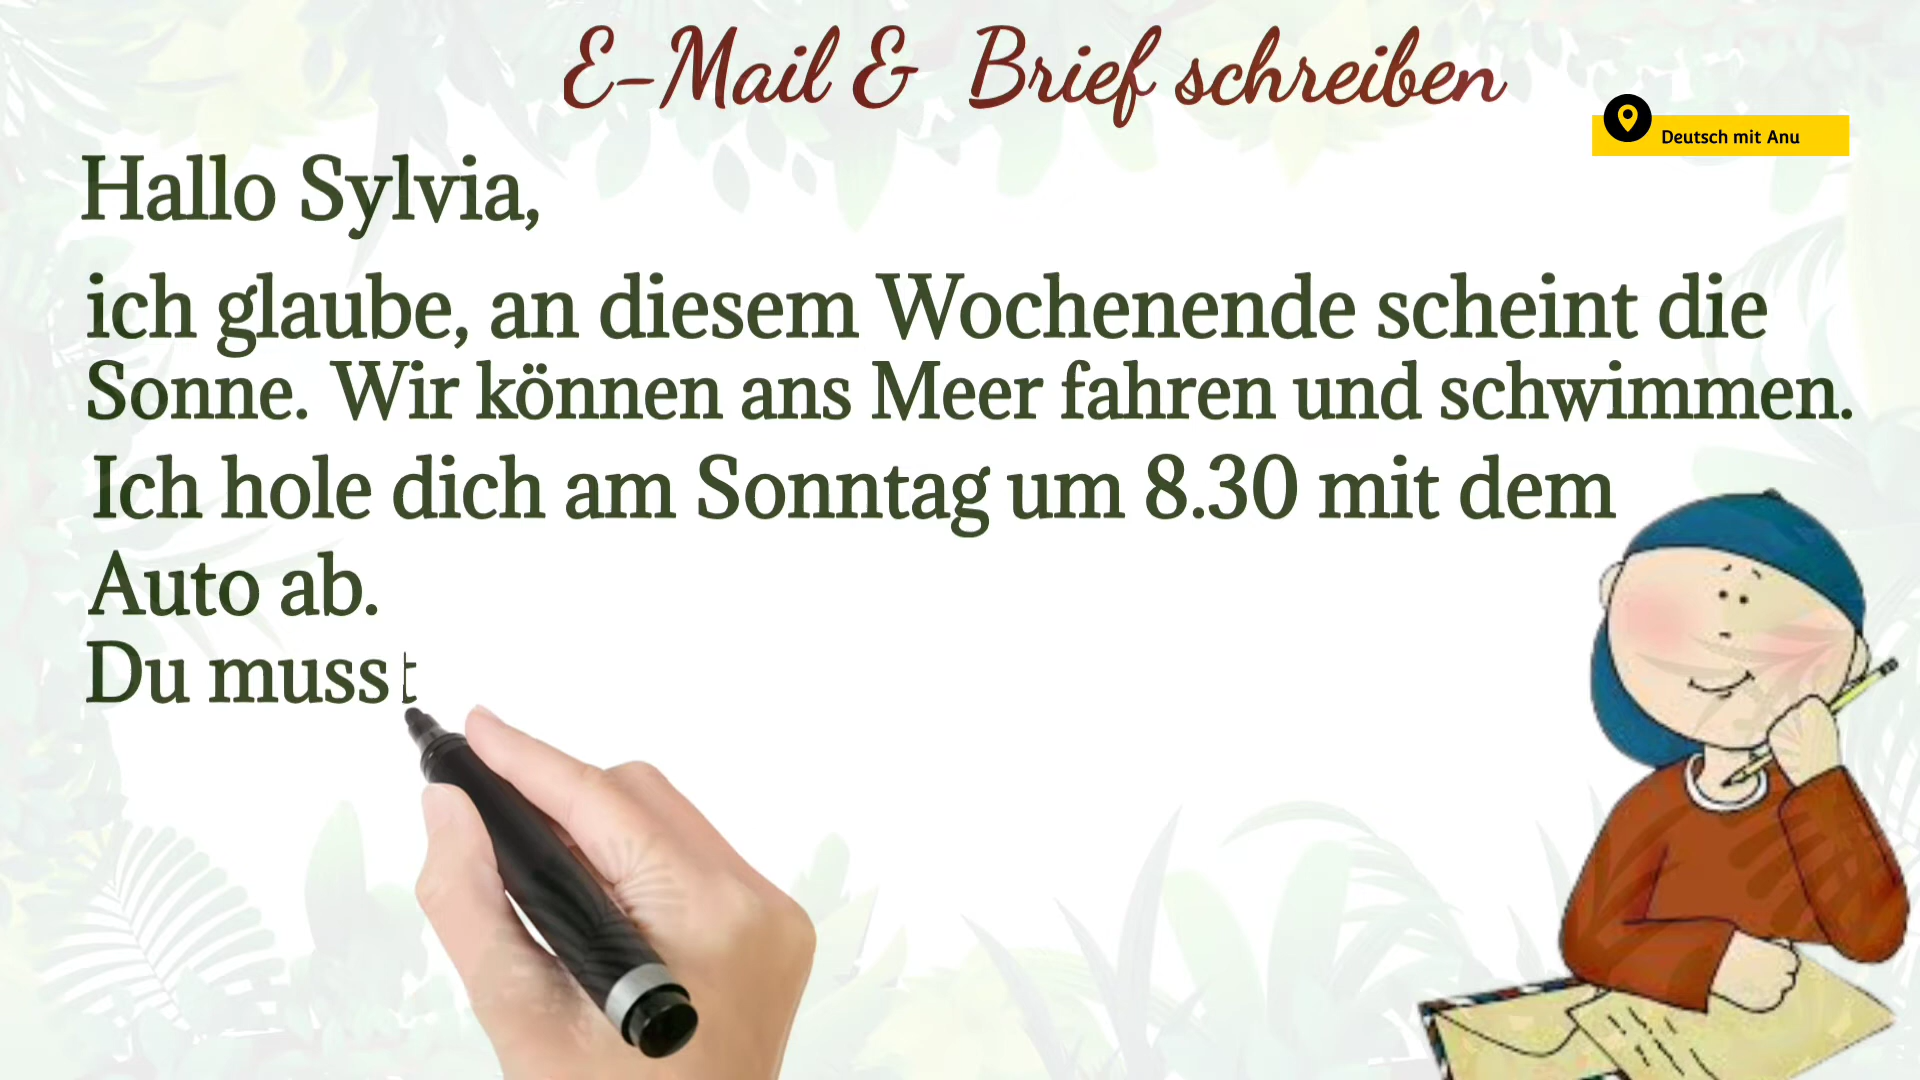 E-Mail & Brief schreiben
Deutsch mit Anu
Hallo Sylvia,
ich glaube, an diesem Wochenende scheint die
Sonne. Wir können ans Meer fahren und schwimmen.
Ich hole dich am Sonntag um 8.30 mit dem
Auto ab.
Du musst